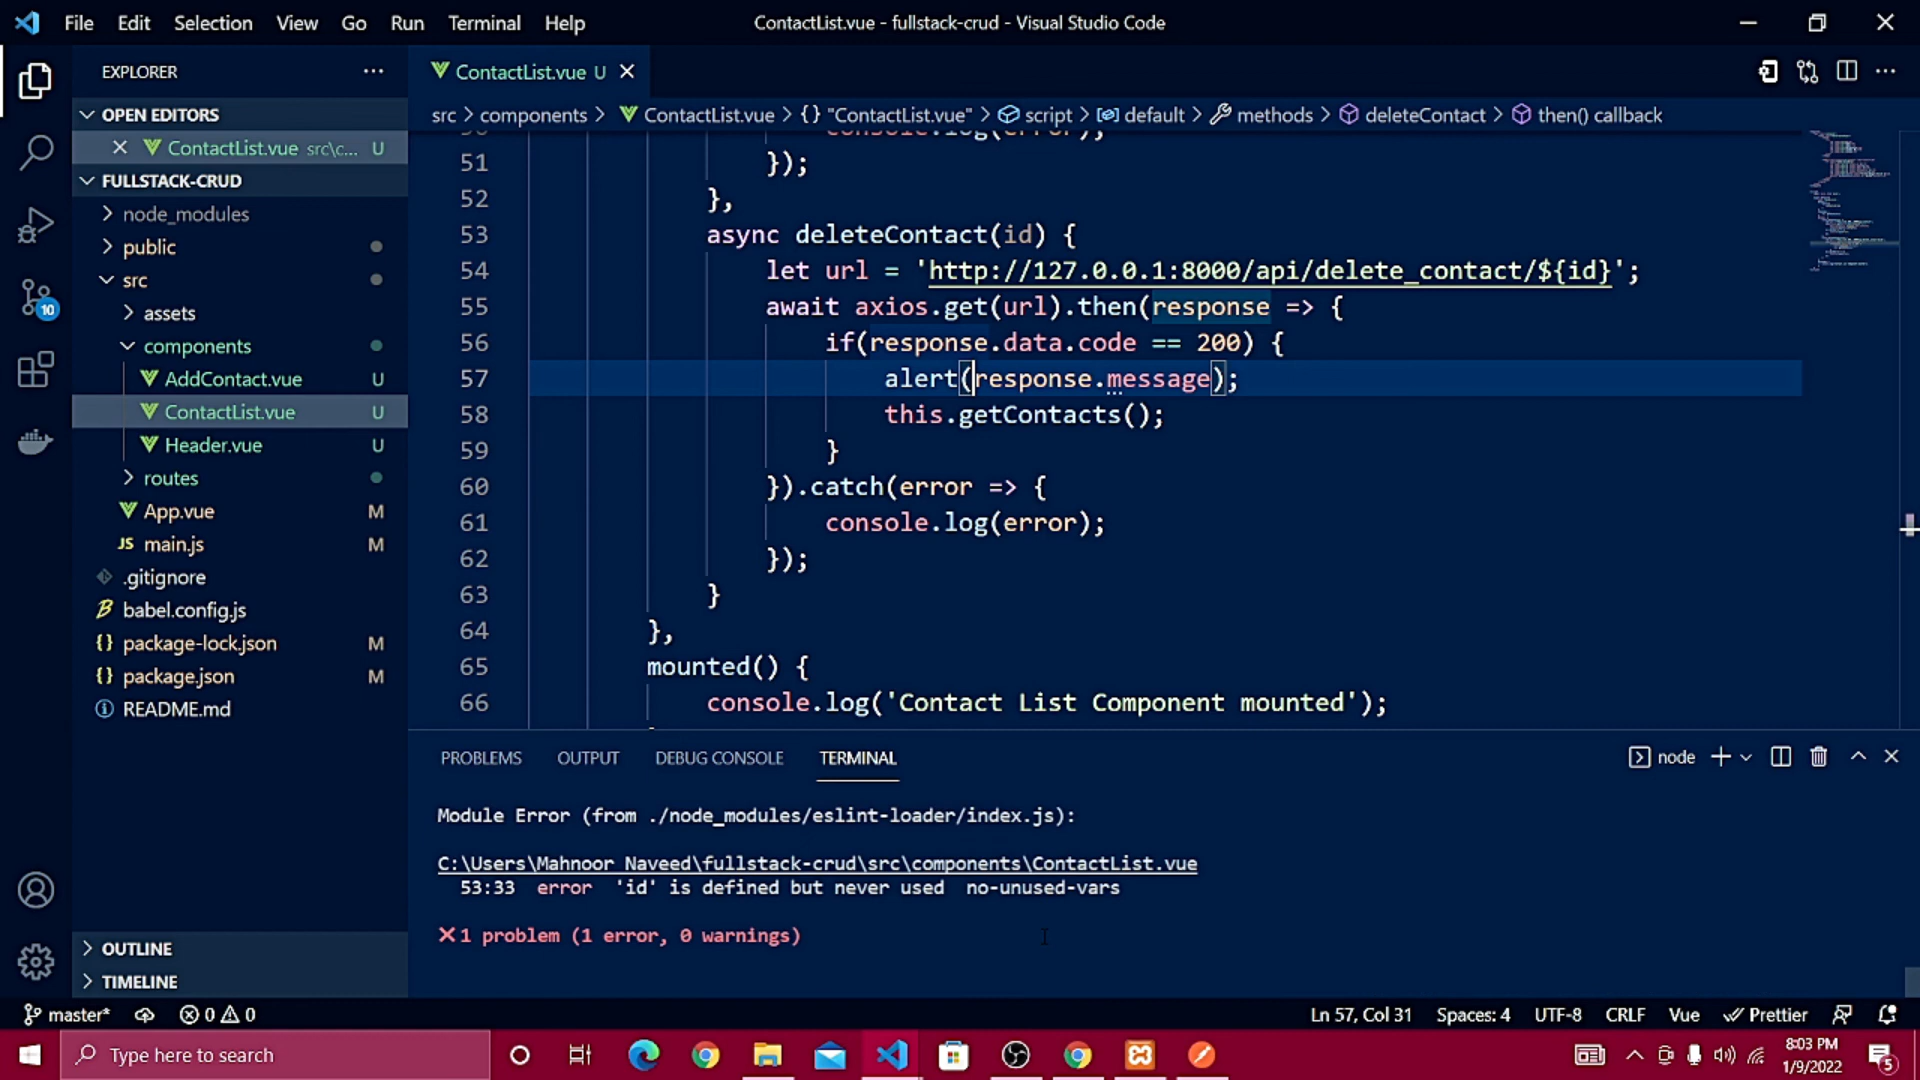 File Edit Selection View Go Run Terminal Help
ContactList.vue - fullstack-crud - Visual Studio Code
EXPLORER
OPEN EDITORS
ContactList.vue src\c... U
FULLSTACK-CRUD
node_modules
public
src
assets
components
AddContact.vue U
ContactList.vue U
Header.vue U
routes
App.vue M
JS main.js M
.gitignore
babel.config.js
{} package-lock.json M
{} package.json M
README.md
OUTLINE
TIMELINE
10
ContactList.vue U
src > components > ContactList.vue > {} "ContactList.vue" > script > default > methods > deleteContact > then() callback
50 console.log(error);
51 });
52 },
53 async deleteContact(id) {
54 let url = 'http://127.0.0.1:8000/api/delete_contact/${id}';
55 await axios.get(url).then(response => {
56 if(response.data.code == 200) {
57 alert(response.message);
58 this.getContacts();
59 }
60 }).catch(error => {
61 console.log(error);
62 });
63 }
64 },
65 mounted() {
66 console.log('Contact List Component mounted');
PROBLEMS OUTPUT DEBUG CONSOLE TERMINAL
node
Module Error (from ./node_modules/eslint-loader/index.js):
C:\Users\Mahnoor Naveed\fullstack-crud\src\components\ContactList.vue
53:33 error 'id' is defined but never used no-unused-vars
✕ 1 problem (1 error, 0 warnings)
master* 0 0
Ln 57, Col 31 Spaces: 4 UTF-8 CRLF Vue Prettier
Type here to search
8:03 PM
1/9/2022
5